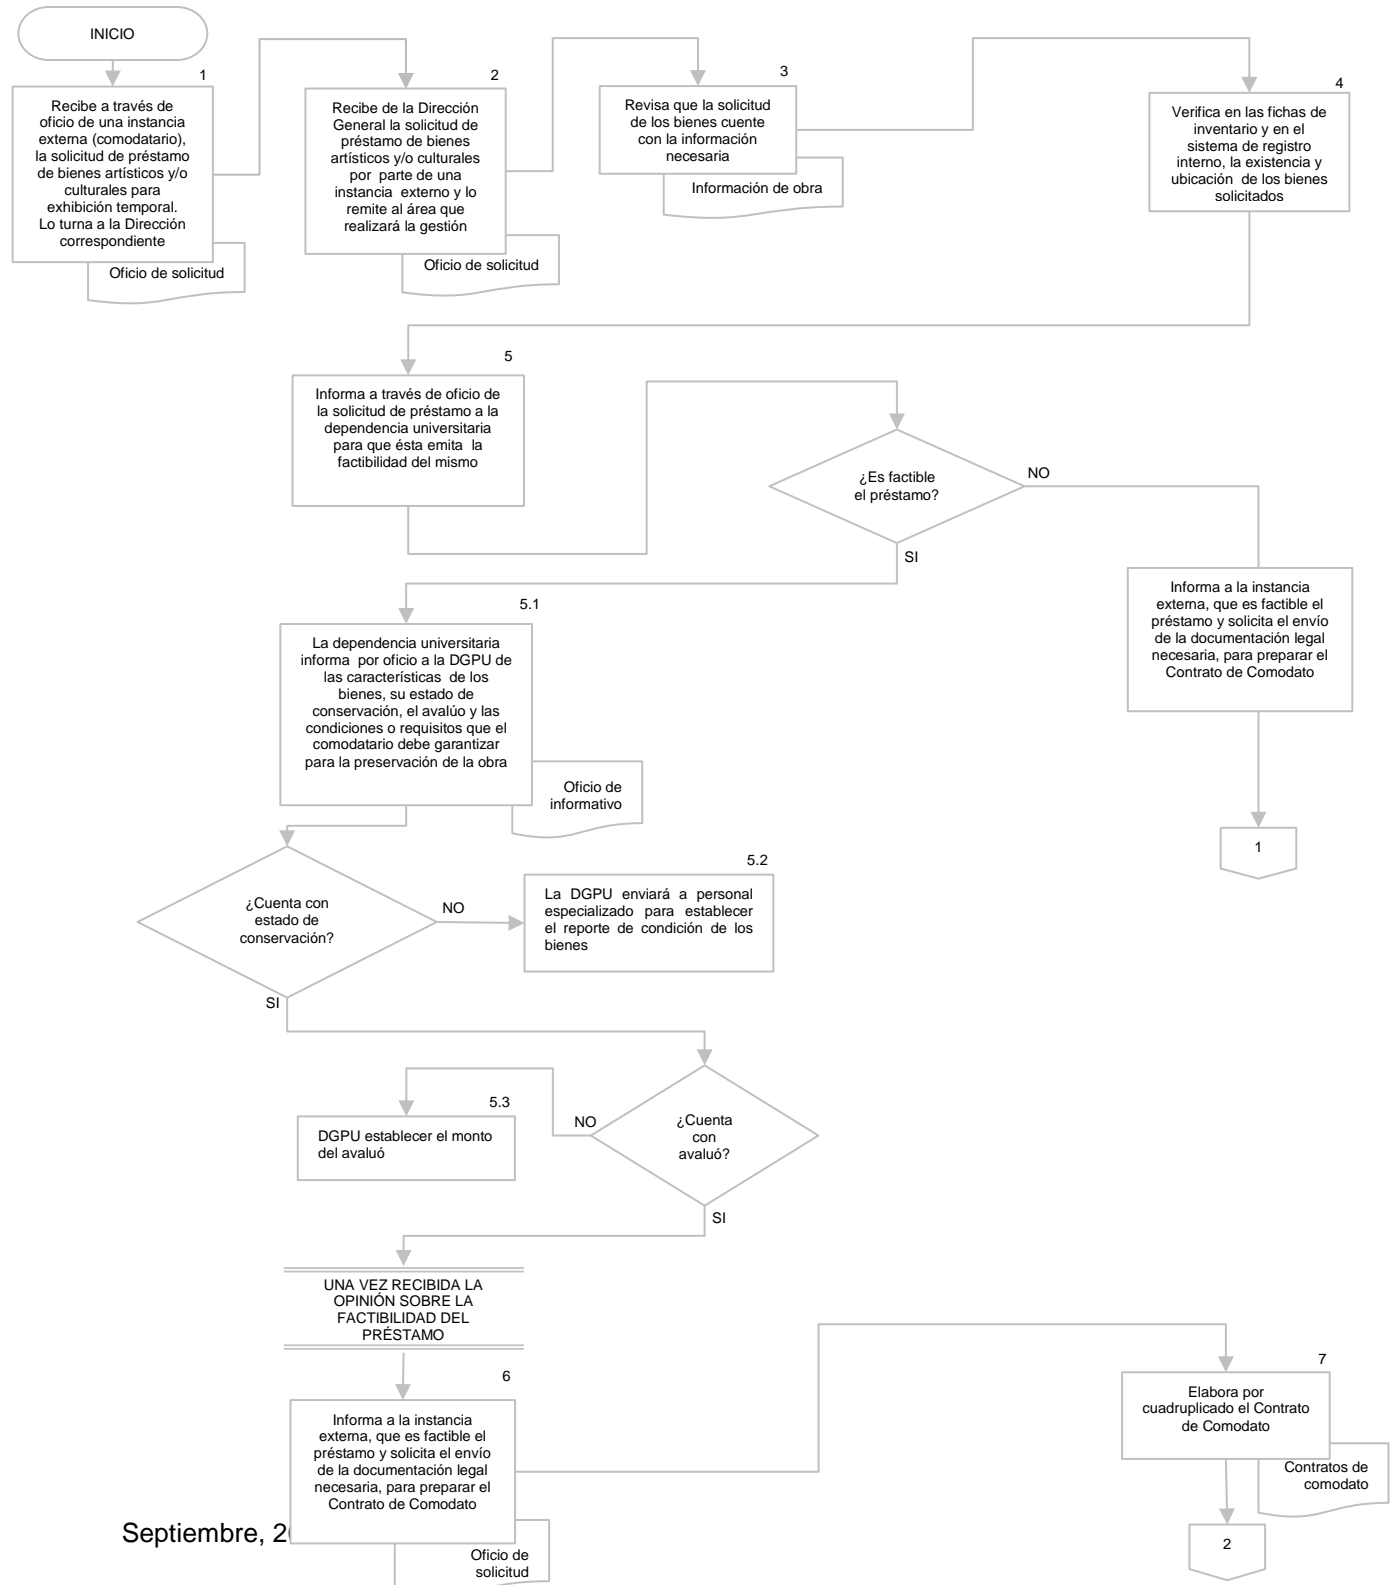 INICIO
1
Recibe a través de
oficio de una instancia
externa (comodatario),
la solicitud de préstamo
de bienes artísticos y/o
culturales para
exhibición temporal.
Lo turna a la Dirección
correspondiente
Oficio de solicitud
2
Recibe de la Dirección
General la solicitud de
préstamo de bienes
artísticos y/o culturales
por parte de una
instancia externo y lo
remite al área que
realizará la gestión
Oficio de solicitud
3
Revisa que la solicitud
de los bienes cuente
con la información
necesaria
Información de obra
4
Verifica en las fichas de
inventario y en el
sistema de registro
interno, la existencia y
ubicación de los bienes
solicitados
5
Informa a través de oficio de
la solicitud de préstamo a la
dependencia universitaria
para que ésta emita la
factibilidad del mismo
¿Es factible
el préstamo?
NO
SI
Informa a la instancia
externa, que es factible el
préstamo y solicita el envío
de la documentación legal
necesaria, para preparar el
Contrato de Comodato
1
5.1
La dependencia universitaria
informa por oficio a la DGPU de
las características de los
bienes, su estado de
conservación, el avalúo y las
condiciones o requisitos que el
comodatario debe garantizar
para la preservación de la obra
Oficio de
informativo
¿Cuenta con
estado de
conservación?
NO
SI
5.2
La DGPU enviará a personal
especializado para establecer
el reporte de condición de los
bienes
¿Cuenta
con
avaluó?
NO
SI
5.3
DGPU establecer el monto
del avaluó
UNA VEZ RECIBIDA LA
OPINIÓN SOBRE LA
FACTIBILIDAD DEL
PRÉSTAMO
6
Informa a la instancia
externa, que es factible el
préstamo y solicita el envío
de la documentación legal
necesaria, para preparar el
Contrato de Comodato
Oficio de
solicitud
7
Elabora por
cuadruplicado el Contrato
de Comodato
Contratos de
comodato
2
Septiembre,